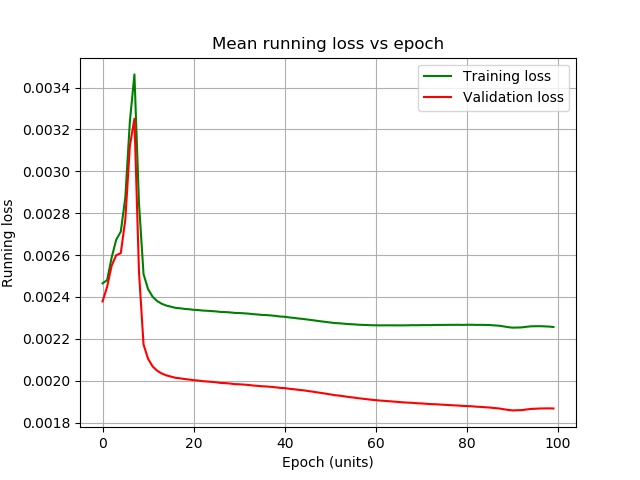 Mean running loss vs epoch
Training loss
Validation loss
Running loss
0.0034
0.0032
0.0030
0.0028
0.0026
0.0024
0.0022
0.0020
0.0018
0 20 40 60 80 100
Epoch (units)